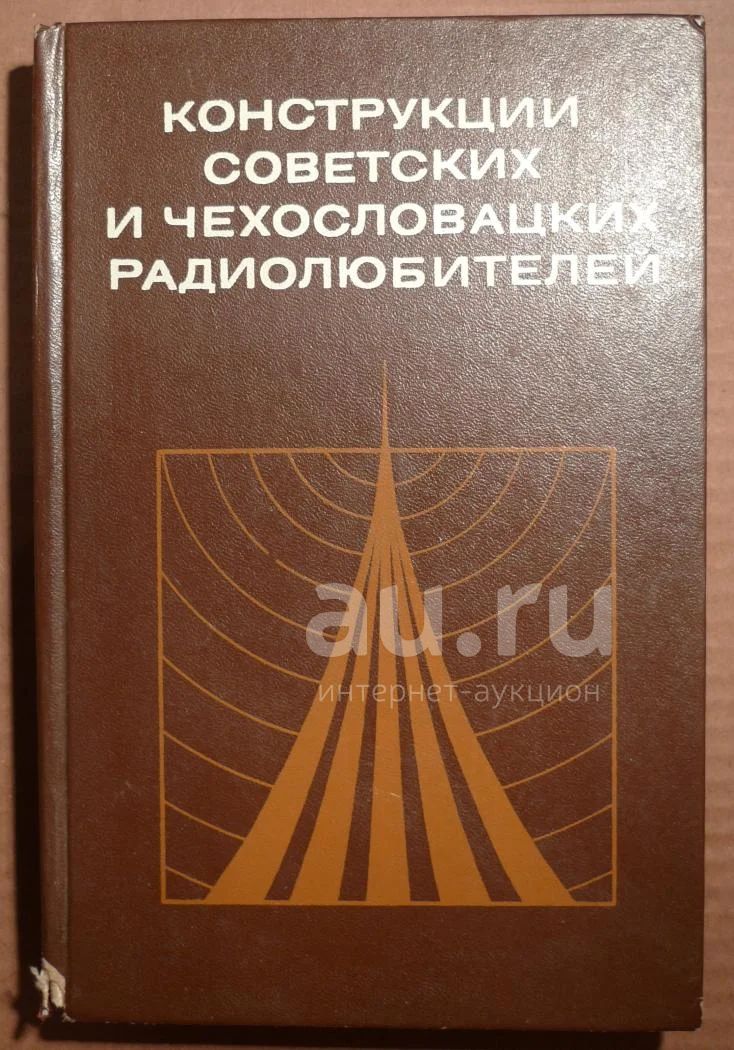 КОНСТРУКЦИИ
СОВЕТСКИХ
И ЧЕХОСЛОВАЦКИХ
РАДИОЛЮБИТЕЛЕЙ
au.ru
интернет-аукцион